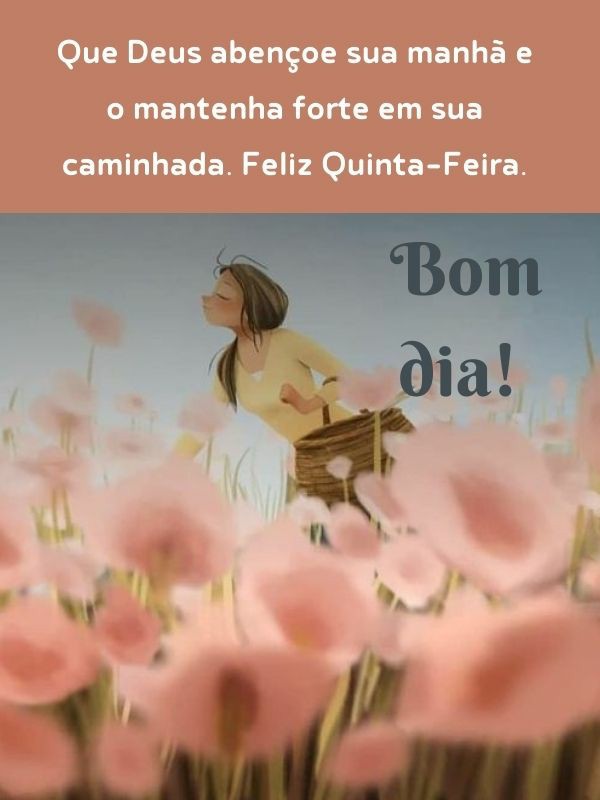 Que Deus abençoe sua manhã e
o mantenha forte em sua
caminhada. Feliz Quinta-Feira.
Bom
dia!